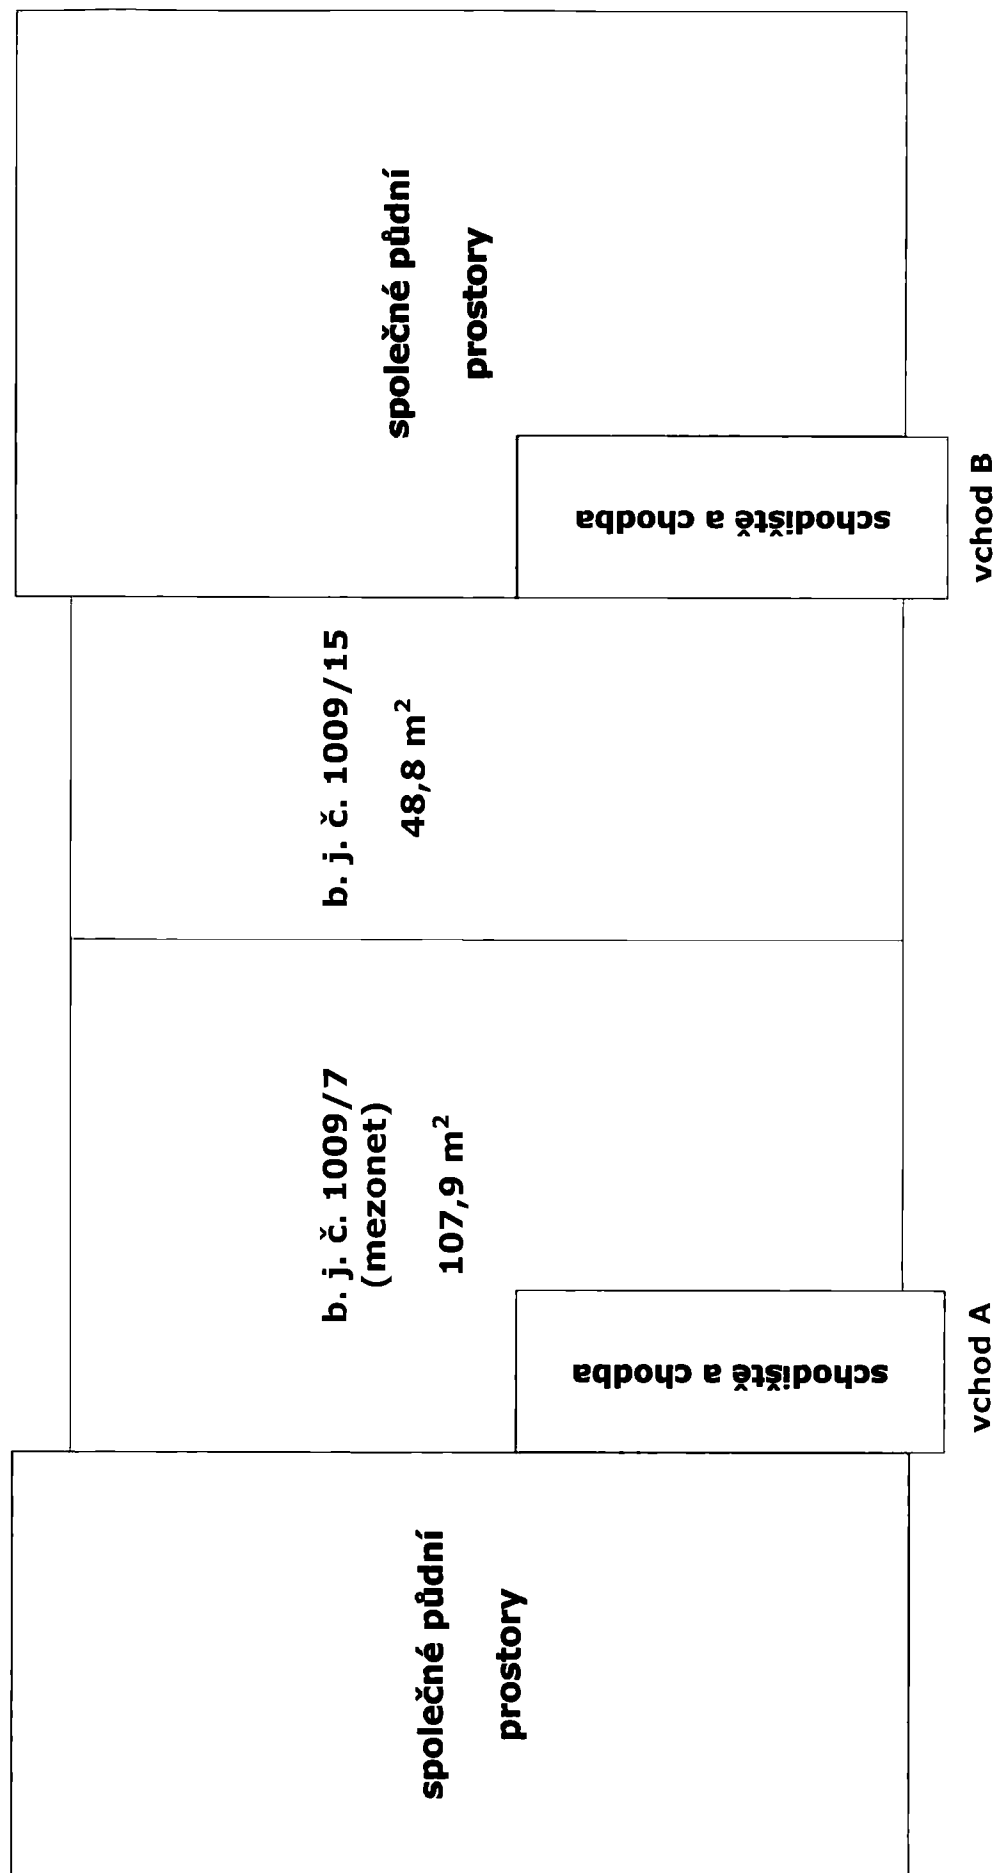 společné půdní
prostory
schodiště a chodba
vchod A
b. j. č. 1009/7
(mezonet)
107,9 m²
b. j. č. 1009/15
48,8 m²
společné půdní
prostory
schodiště a chodba
vchod B